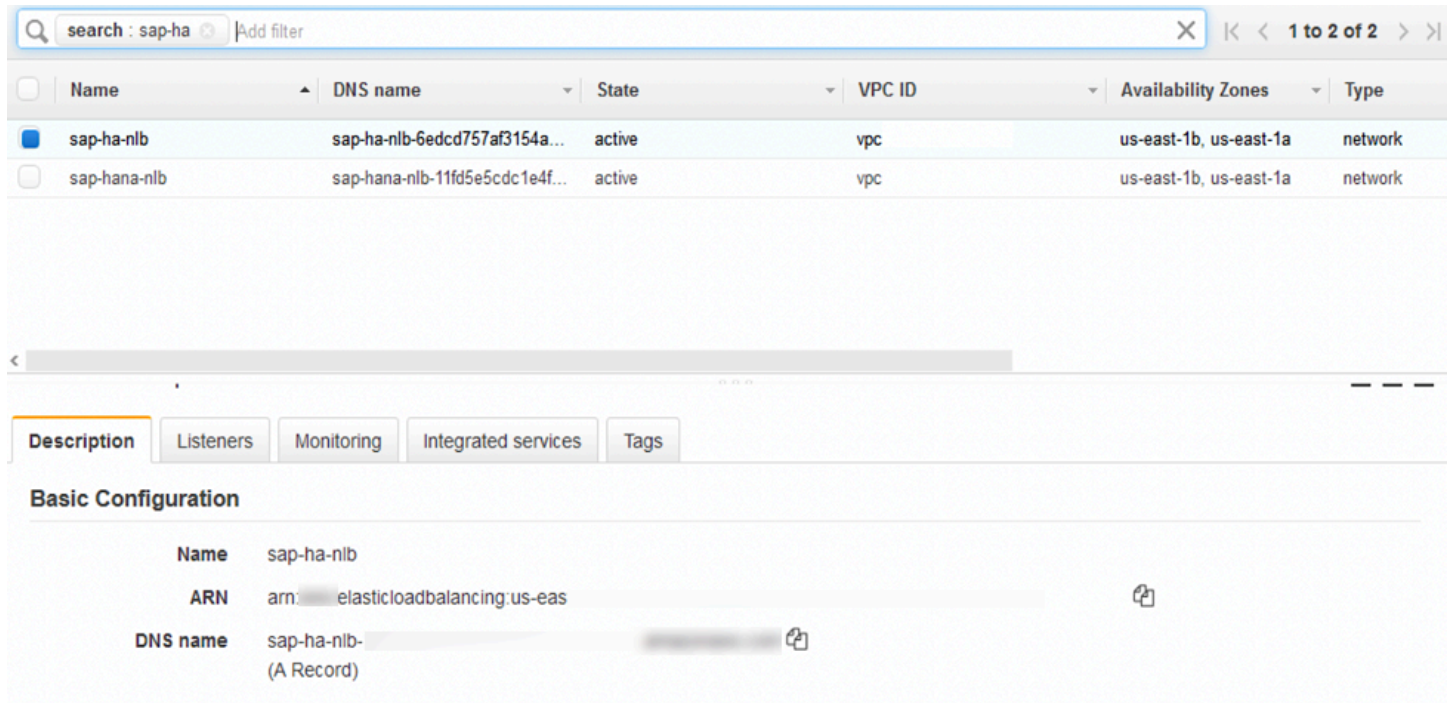 search : sap-ha Add filter 1 to 2 of 2
Name DNS name State VPC ID Availability Zones Type
sap-ha-nlb sap-ha-nlb-6edcd757af3154a... active vpc us-east-1b, us-east-1a network
sap-hana-nlb sap-hana-nlb-11fd5e5cdc1e4f... active vpc us-east-1b, us-east-1a network
Description Listeners Monitoring Integrated services Tags
Basic Configuration
Name sap-ha-nlb
ARN arn: elasticloadbalancing:us-eas
DNS name sap-ha-nlb-
(A Record)